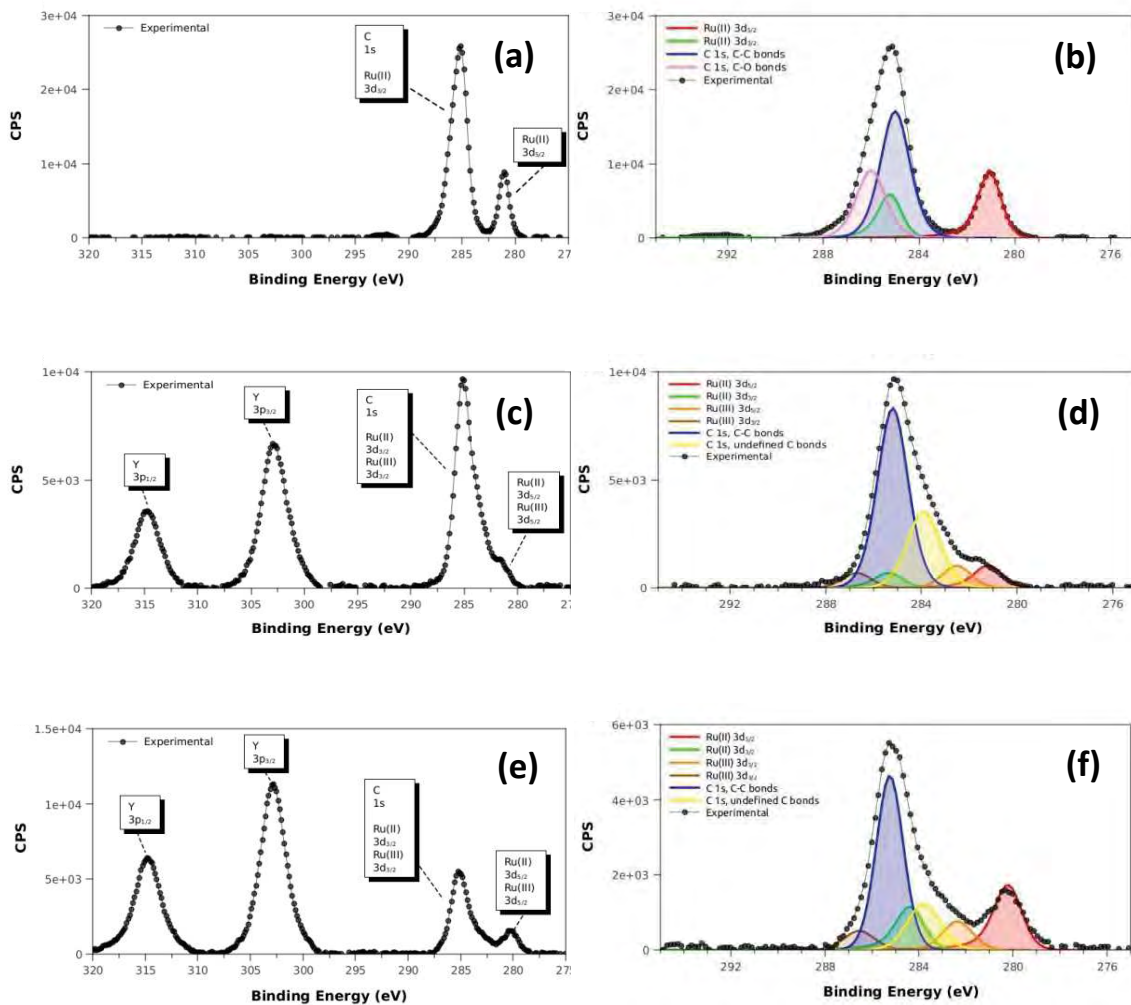 3e+04
2e+04
1e+04
0
CPS
Experimental
C
1s
Ru(II)
3d3/2
Ru(II)
3d5/2
(a)
320 315 310 305 300 295 290 285 280 27
Binding Energy (eV)
3e+04
2e+04
1e+04
0
CPS
Ru(II) 3d5/2
Ru(II) 3d3/2
C 1s, C-C bonds
C 1s, C-O bonds
Experimental
(b)
292 288 284 280 276
Binding Energy (eV)
1e+04
5e+03
0
CPS
Experimental
Y
3p1/2
Y
3p3/2
C
1s
Ru(II)
3d3/2
Ru(III)
3d3/2
Ru(II)
3d5/2
Ru(III)
3d5/2
(c)
320 315 310 305 300 295 290 285 280 27
Binding Energy (eV)
1e+04
5e+03
0
CPS
Ru(II) 3d5/2
Ru(II) 3d3/2
Ru(III) 3d5/2
Ru(III) 3d3/2
C 1s, C-C bonds
C 1s, undefined C bonds
Experimental
(d)
292 288 284 280 276
Binding Energy (eV)
1.5e+04
1e+04
5e+03
0
CPS
Experimental
Y
3p1/2
Y
3p3/2
C
1s
Ru(II)
3d3/2
Ru(III)
3d3/2
Ru(II)
3d5/2
Ru(III)
3d5/2
(e)
320 315 310 305 300 295 290 285 280 275
Binding Energy (eV)
6e+03
4e+03
2e+03
0
CPS
Ru(II) 3d5/2
Ru(II) 3d3/2
Ru(III)
Ru(III)
C 1s, C-C bonds
C 1s, undefined C bonds
Experimental
(f)
292 288 284 280 276
Binding Energy (eV)